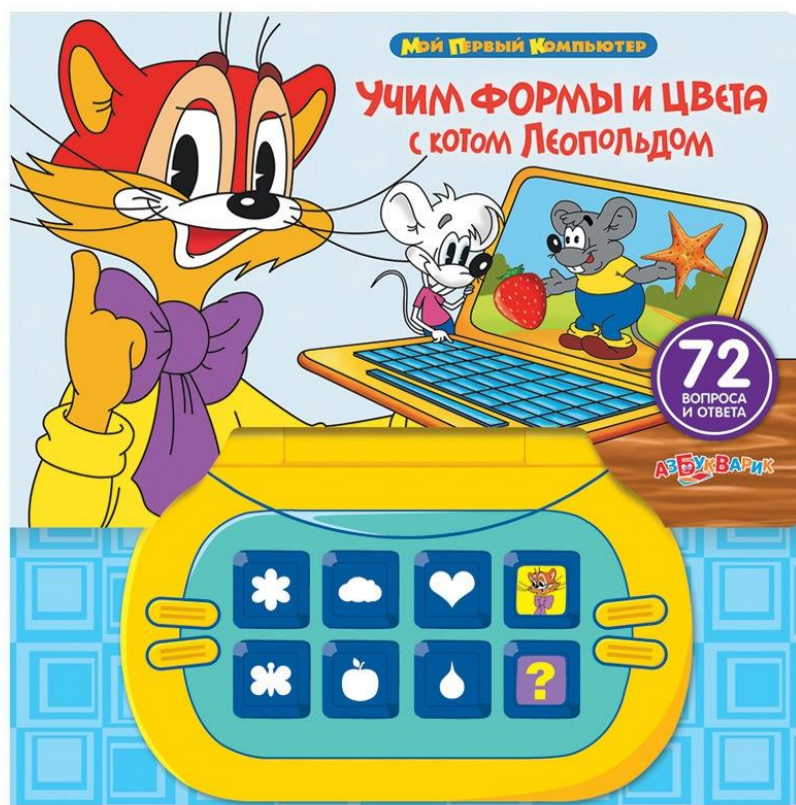 Мой Первый Компьютер
Учим формы и цвета
с котом Леопольдом
72
вопроса
и ответа
Азбукварик
?